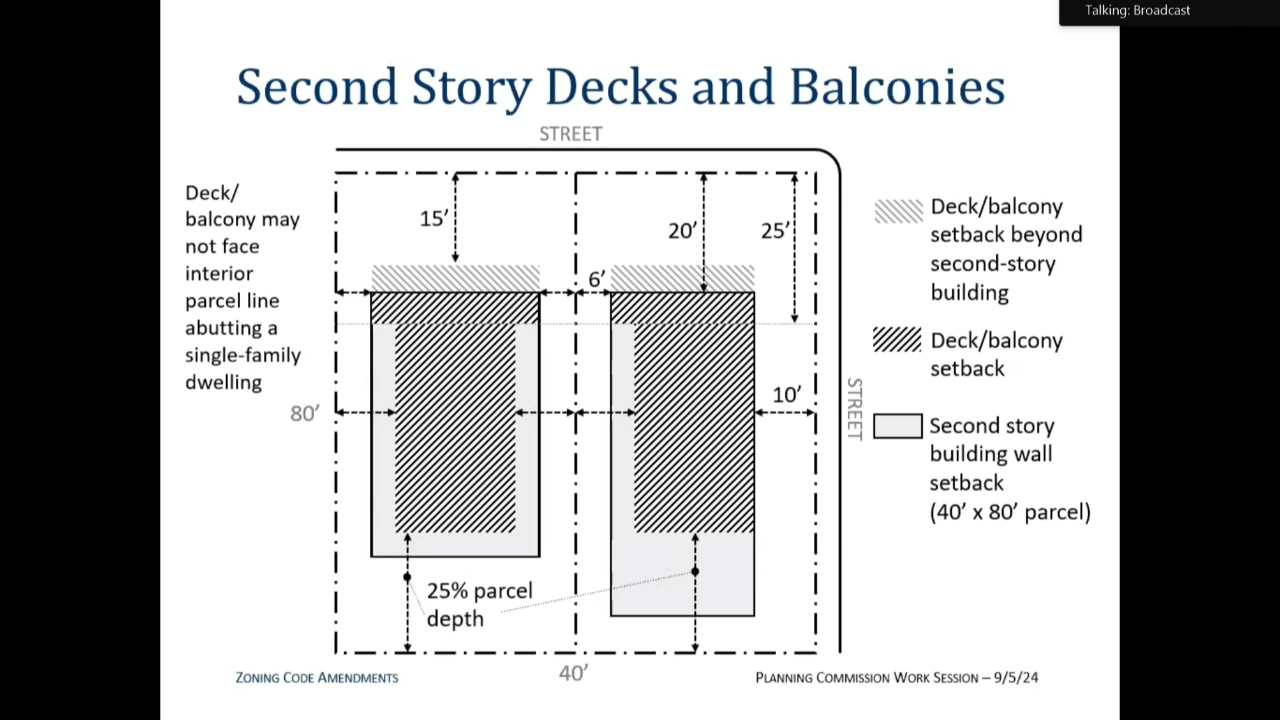 Talking: Broadcast
Second Story Decks and Balconies
STREET
Deck/
balcony may
not face
interior
parcel line
abutting a
single-family
dwelling
15’
20’
25’
6’
80’
10’
STREET
25% parcel
depth
40’
Deck/balcony
setback beyond
second-story
building
Deck/balcony
setback
Second story
building wall
setback
(40’ x 80’ parcel)
ZONING CODE AMENDMENTS
PLANNING COMMISSION WORK SESSION – 9/5/24